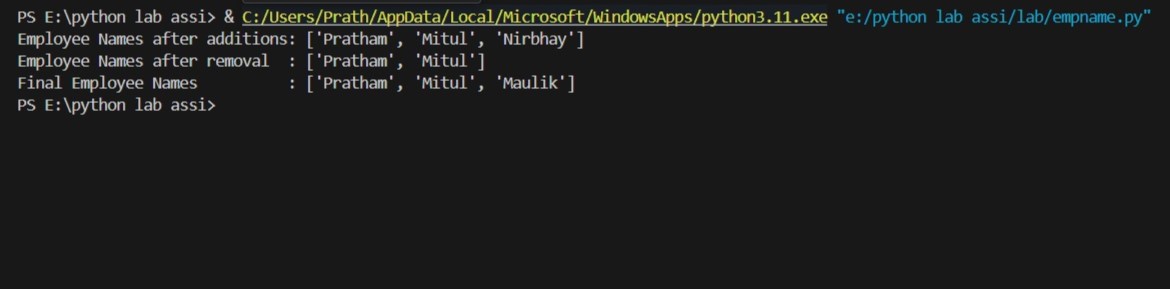 PS E:\python lab assi> & C:/Users/Prath/AppData/Local/Microsoft/WindowsApps/python3.11.exe "e:/python lab assi/lab/empname.py"
Employee Names after additions: ['Pratham', 'Mitul', 'Nirbhay']
Employee Names after removal  : ['Pratham', 'Mitul']
Final Employee Names          : ['Pratham', 'Mitul', 'Maulik']
PS E:\python lab assi>